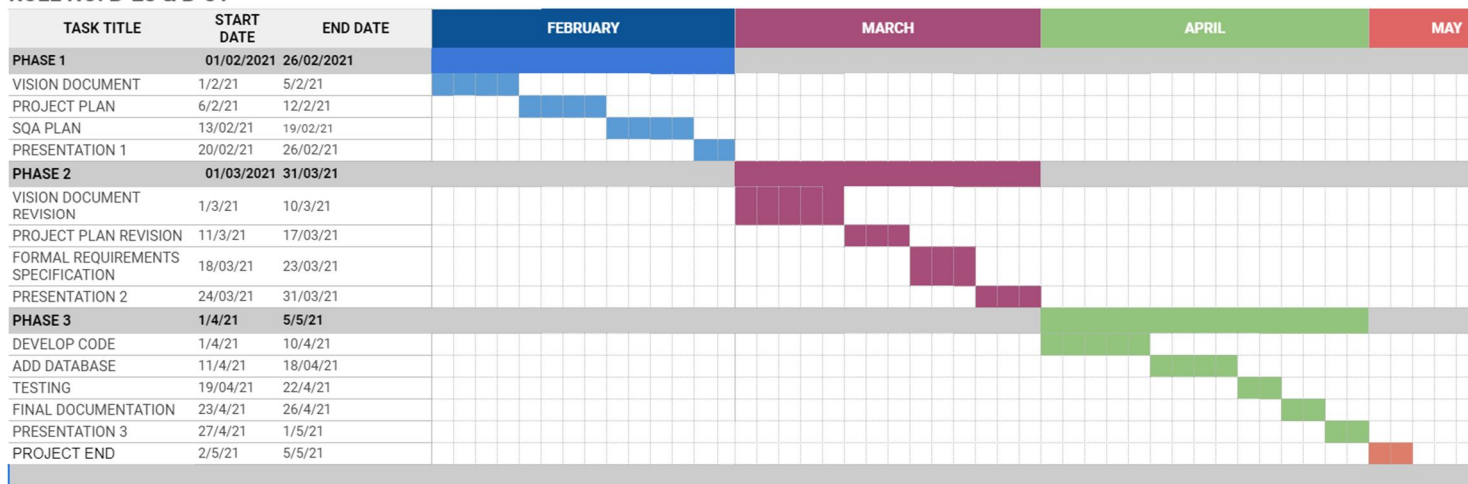 TASK TITLE START DATE END DATE FEBRUARY MARCH APRIL MAY
PHASE 1 01/02/2021 26/02/2021
VISION DOCUMENT 1/2/21 5/2/21
PROJECT PLAN 6/2/21 12/2/21
SQA PLAN 13/02/21 19/02/21
PRESENTATION 1 20/02/21 26/02/21
PHASE 2 01/03/2021 31/03/21
VISION DOCUMENT
REVISION 1/3/21 10/3/21
PROJECT PLAN REVISION 11/3/21 17/03/21
FORMAL REQUIREMENTS
SPECIFICATION 18/03/21 23/03/21
PRESENTATION 2 24/03/21 31/03/21
PHASE 3 1/4/21 5/5/21
DEVELOP CODE 1/4/21 10/4/21
ADD DATABASE 11/4/21 18/04/21
TESTING 19/04/21 22/4/21
FINAL DOCUMENTATION 23/4/21 26/4/21
PRESENTATION 3 27/4/21 1/5/21
PROJECT END 2/5/21 5/5/21